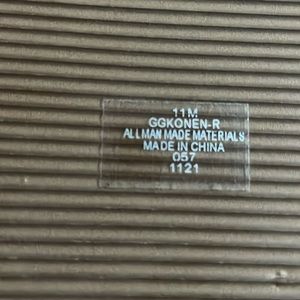 11M
GGKONEN-R
ALL MAN MADE MATERIALS
MADE IN CHINA
057
1121